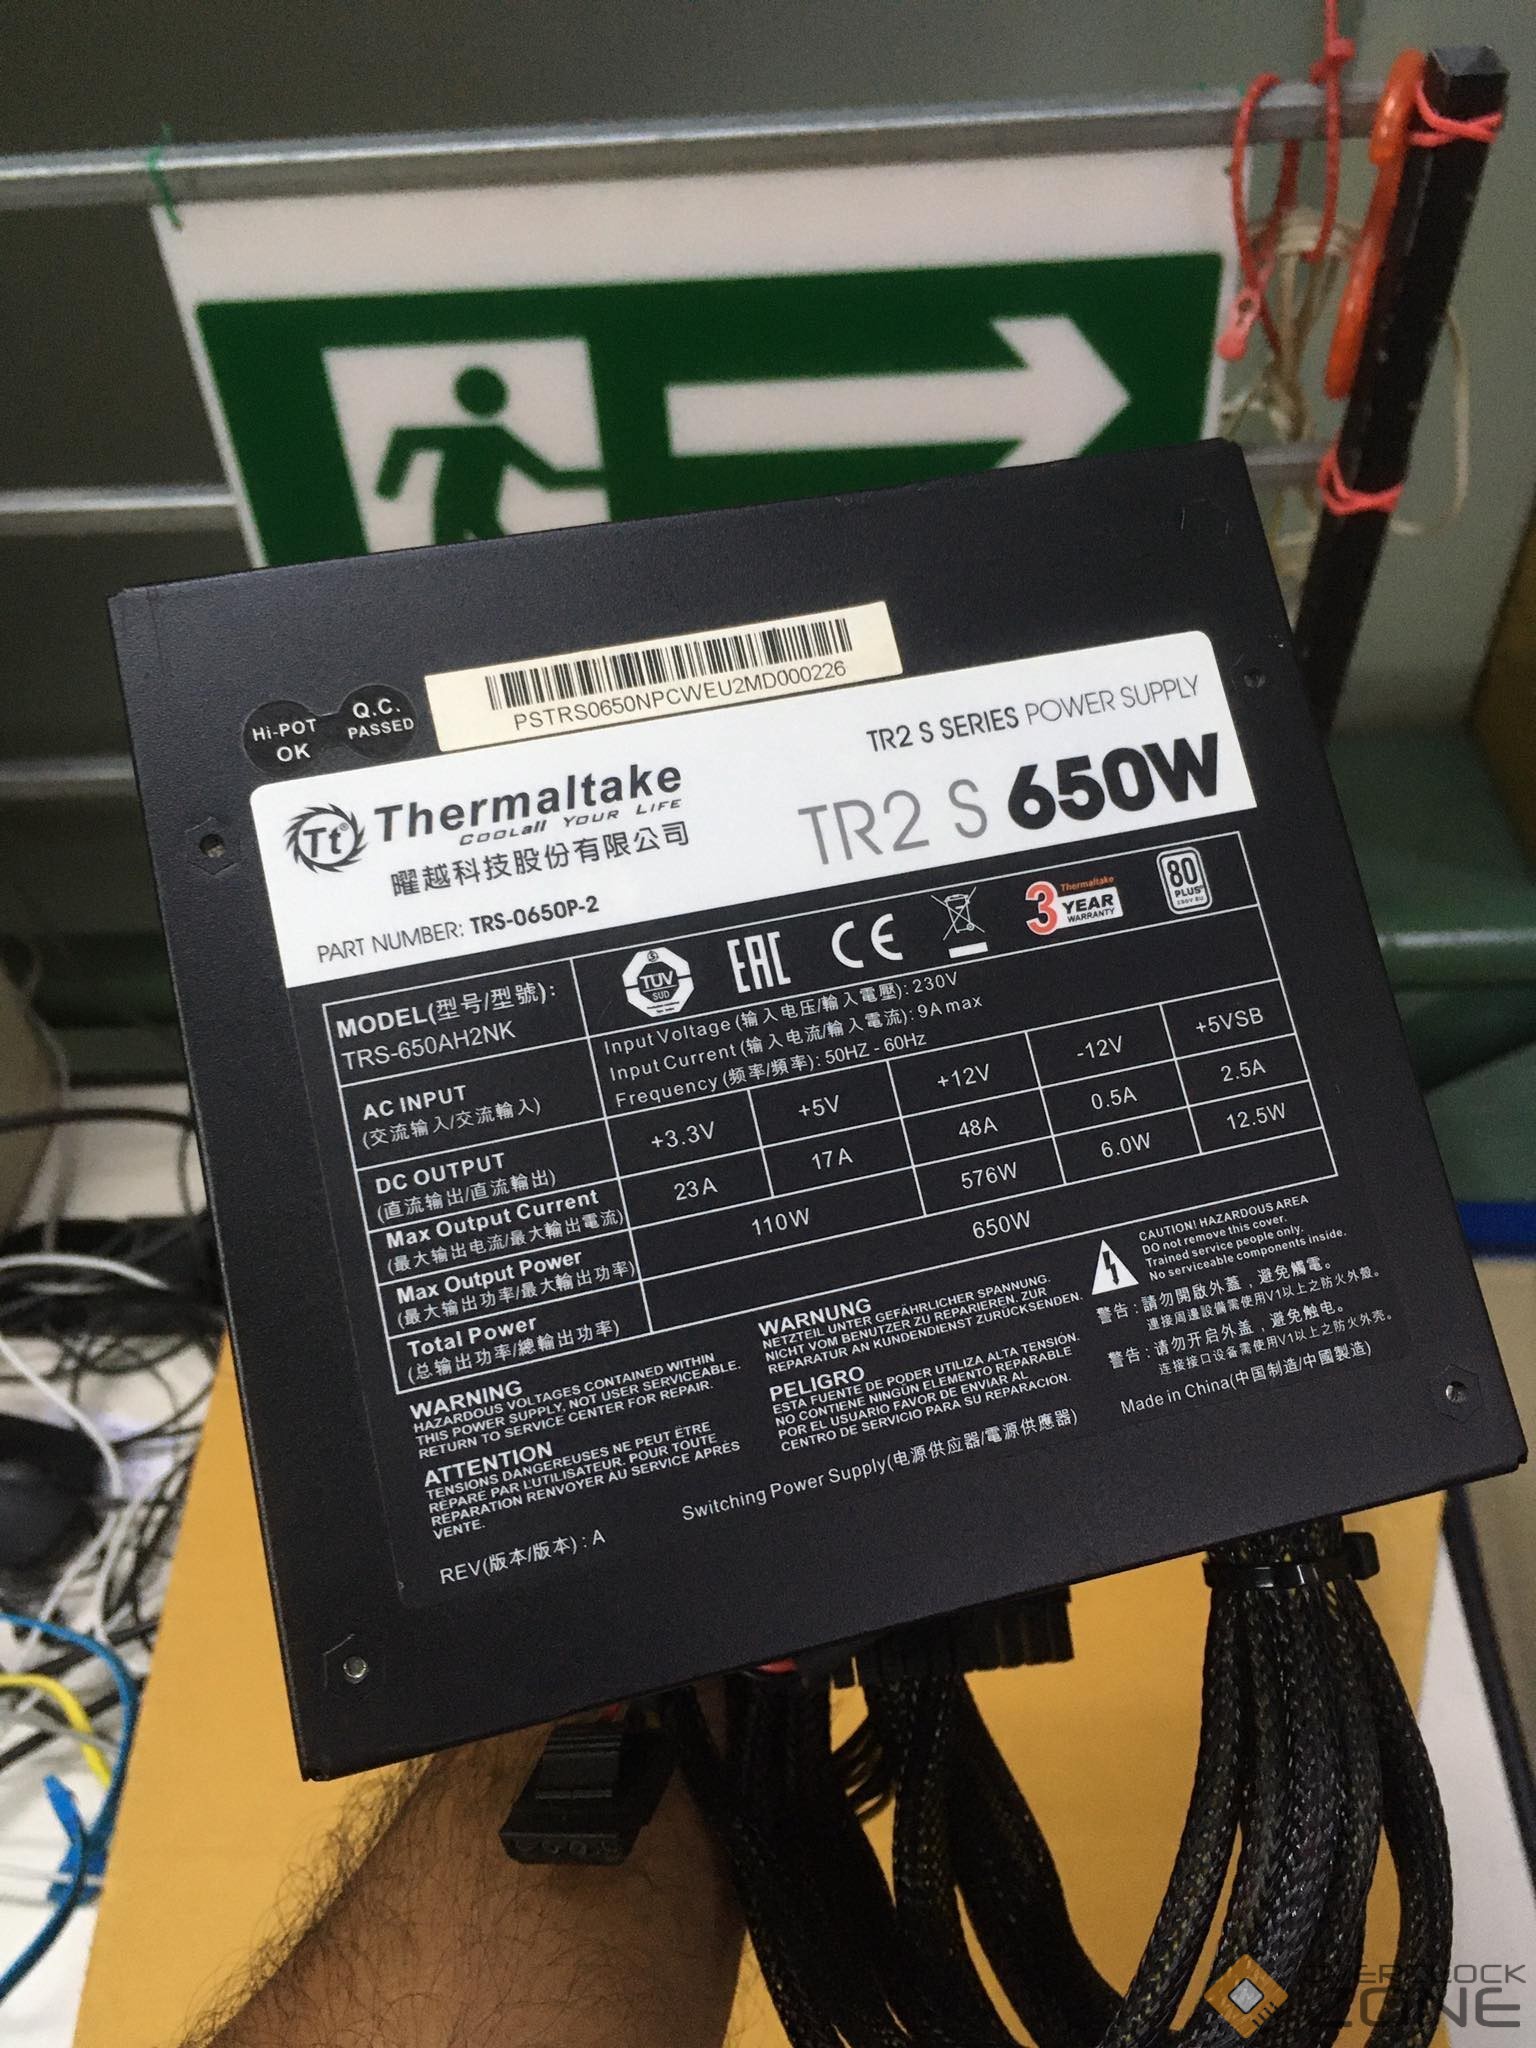 PSTRS0650NPCWEU2MD000226
Hi-POT
OK
Q.C.
PASSED
TR2 S SERIES POWER SUPPLY
Tt® Thermaltake
COOLall YOUR LIFE
曜越科技股份有限公司
TR2 S 650W
PART NUMBER: TRS-0650P-2
MODEL(型号/型號):
TRS-650AH2NK
TÜV
SÜD
EAC
CE
3 Thermaltake
YEAR
WARRANTY
80
PLUS®
230V EU
AC INPUT
(交流输入/交流輸入)
Input Voltage (输入电压/輸入電壓): 230V
Input Current (输入电流/輸入電流): 9A max
Frequency (频率/頻率): 50HZ - 60Hz
DC OUTPUT
(直流输出/直流輸出)
+3.3V +5V +12V -12V +5VSB
Max Output Current
(最大输出电流/最大輸出電流)
23A 17A 48A 0.5A 2.5A
Max Output Power
(最大输出功率/最大輸出功率)
110W 576W 6.0W 12.5W
Total Power
(总输出功率/總輸出功率)
650W
WARNING
HAZARDOUS VOLTAGES CONTAINED WITHIN
THIS POWER SUPPLY, NOT USER SERVICEABLE.
RETURN TO SERVICE CENTER FOR REPAIR.
ATTENTION
TENSIONS DANGEREUSES NE PEUT ËTRE
RÉPARÉ PAR L'UTILISATEUR. POUR TOUTE
RÉPARATION RENVOYER AU SERVICE APRÈS
VENTE.
WARNUNG
NETZTEIL UNTER GEFÄHRLICHER SPANNUNG.
NICHT VOM BENUTZER ZU REPARIEREN. ZUR
REPARATUR AN KUNDENDIENST ZURÜCKSENDEN.
PELIGRO
ESTA FUENTE DE PODER UTILIZA ALTA TENSIÓN.
NO CONTIENE NINGÚN ELEMENTO REPARABLE
POR EL USUARIO FAVOR DE ENVIAR AL
CENTRO DE SERVICIO PARA SU REPARACIÓN.
CAUTION! HAZARDOUS AREA
DO not remove this cover.
Trained service people only.
No serviceable components inside.
警告：請勿開啟外蓋，避免觸電。
連接周邊設備需使用V1以上之防火外殼。
警告：请勿开启外盖，避免触电。
连接接口设备需使用V1以上之防火外壳。
REV(版本/版本) : A
Switching Power Supply(电源供应器/電源供應器)
Made in China(中国制造/中國製造)
OVERCLOCK
ZONE